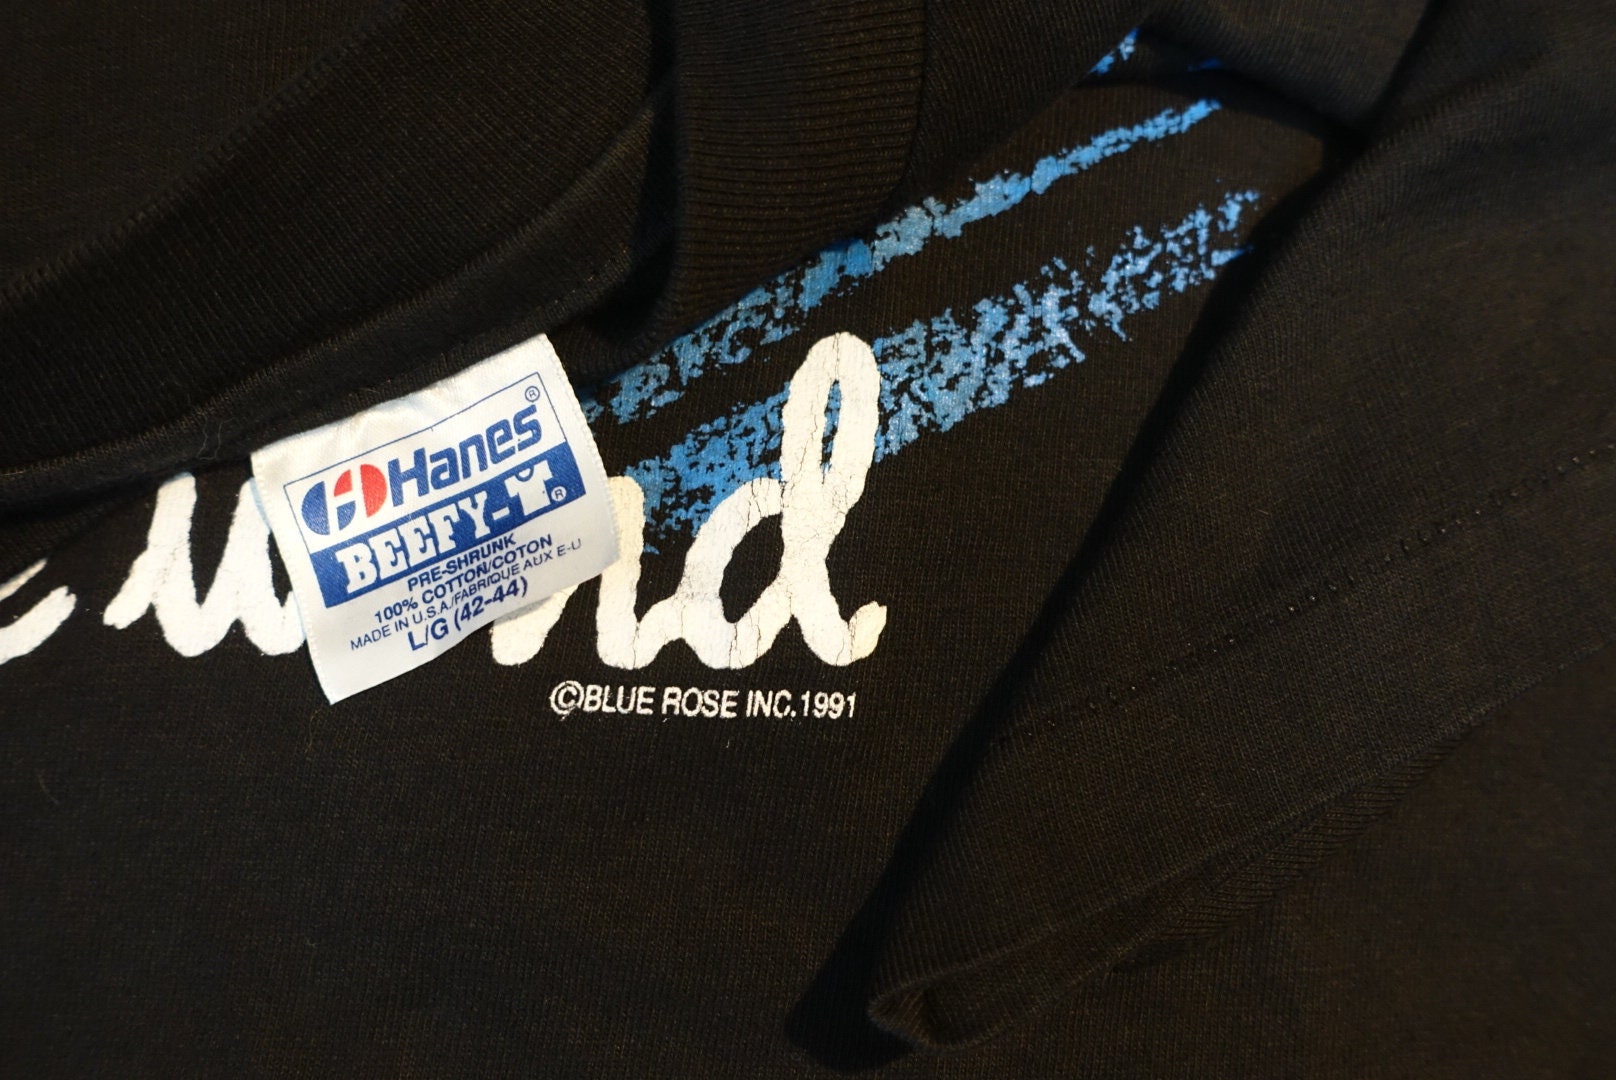 Hanes®
BEEFY-T®
PRE-SHRUNK
100% COTTON/COTON
MADE IN U.S.A./FABRIQUE AUX E-U
L/G (42-44)
©BLUE ROSE INC. 1991